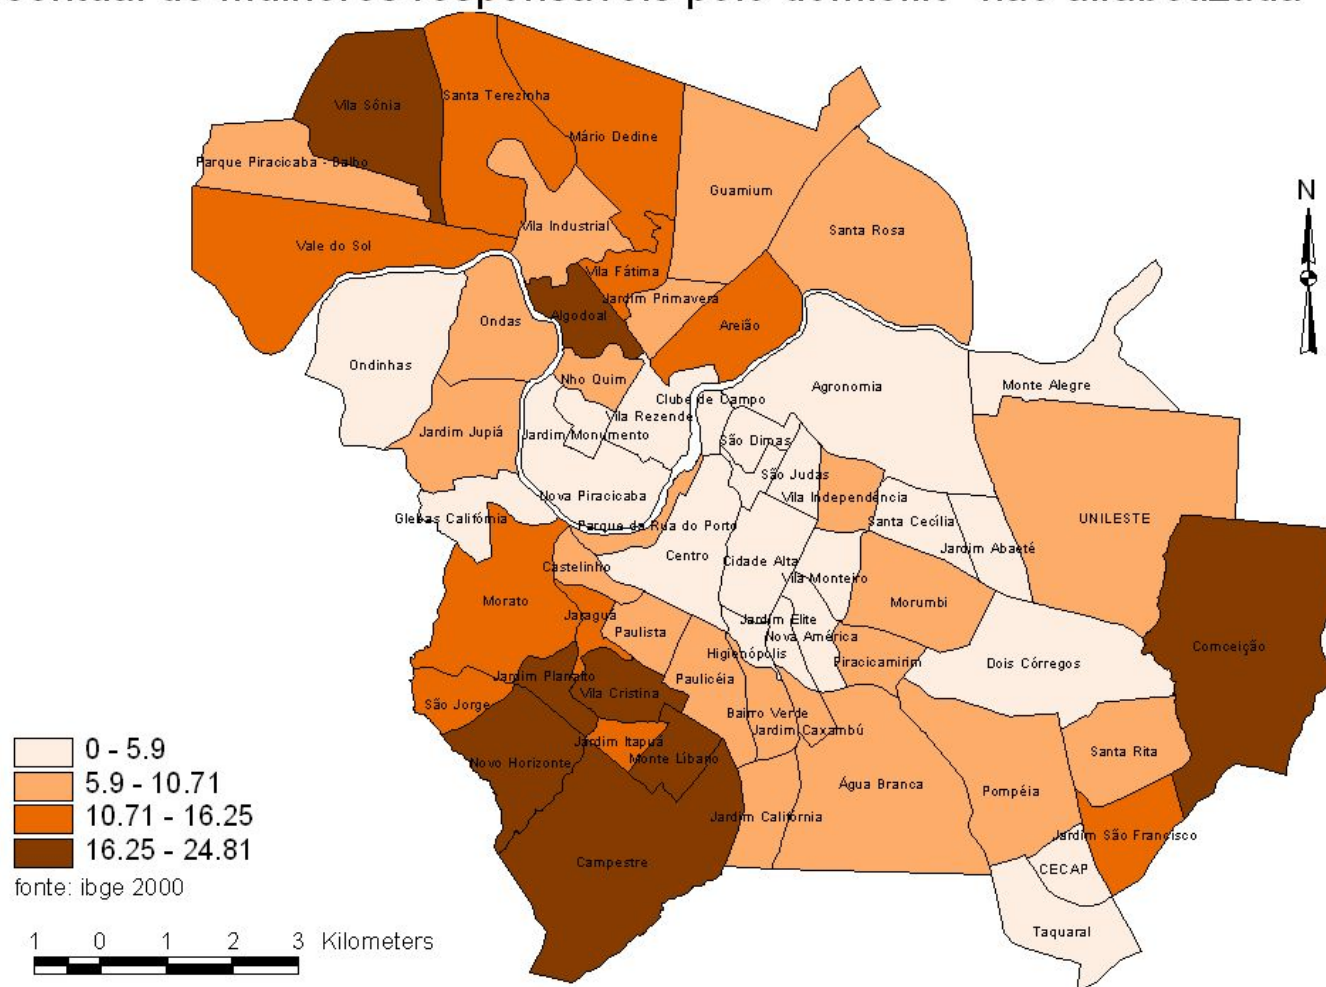 pelo domicílio
Vila Sônia
Santa Terezinha
Mário Dedine
Parque Piracicaba - Balbo
Guamium
N
Vila Industrial
Santa Rosa
Vale do Sol
Vila Fátima
Jardim Primavera
Algodoal
Ondas
Areião
Ondinhas
Nho Quim
Agronomia
Monte Alegre
Clube de Campo
Vila Rezende
Jardim Jupiá
Jardim Monumento
São Dimas
São Judas
Nova Piracicaba
Vila Independência
Glebas Califórnia
Parque da Rua do Porto
Santa Cecília
UNILESTE
Jardim Abaeté
Centro
Cidade Alta
Castelinho
Vila Monteiro
Morato
Morumbi
Jaraguá
Paulista
Jardim Elite
Nova América
Higienópolis
Piracicamirim
Dois Córregos
Comceição
Jardim Planalto
Paulicéia
Vila Cristina
São Jorge
Bairro Verde
Jardim Caxambú
Jardim Itapuã
Santa Rita
Monte Líbano
Novo Horizonte
Água Branca
Pompéia
Jardim Califórnia
Jardim São Francisco
Campestre
CECAP
Taquaral
0 - 5.9
5.9 - 10.71
10.71 - 16.25
16.25 - 24.81
fonte: ibge 2000
1 0 1 2 3 Kilometers